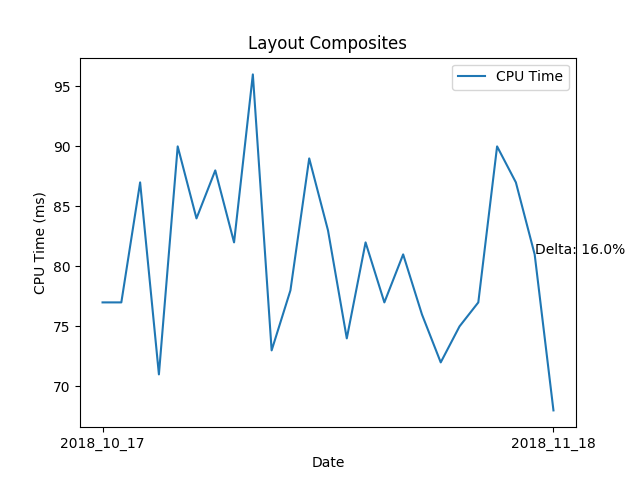 Layout Composites
CPU Time
95
90
85
80
75
70
CPU Time (ms)
Delta: 16.0%
2018_10_17
2018_11_18
Date